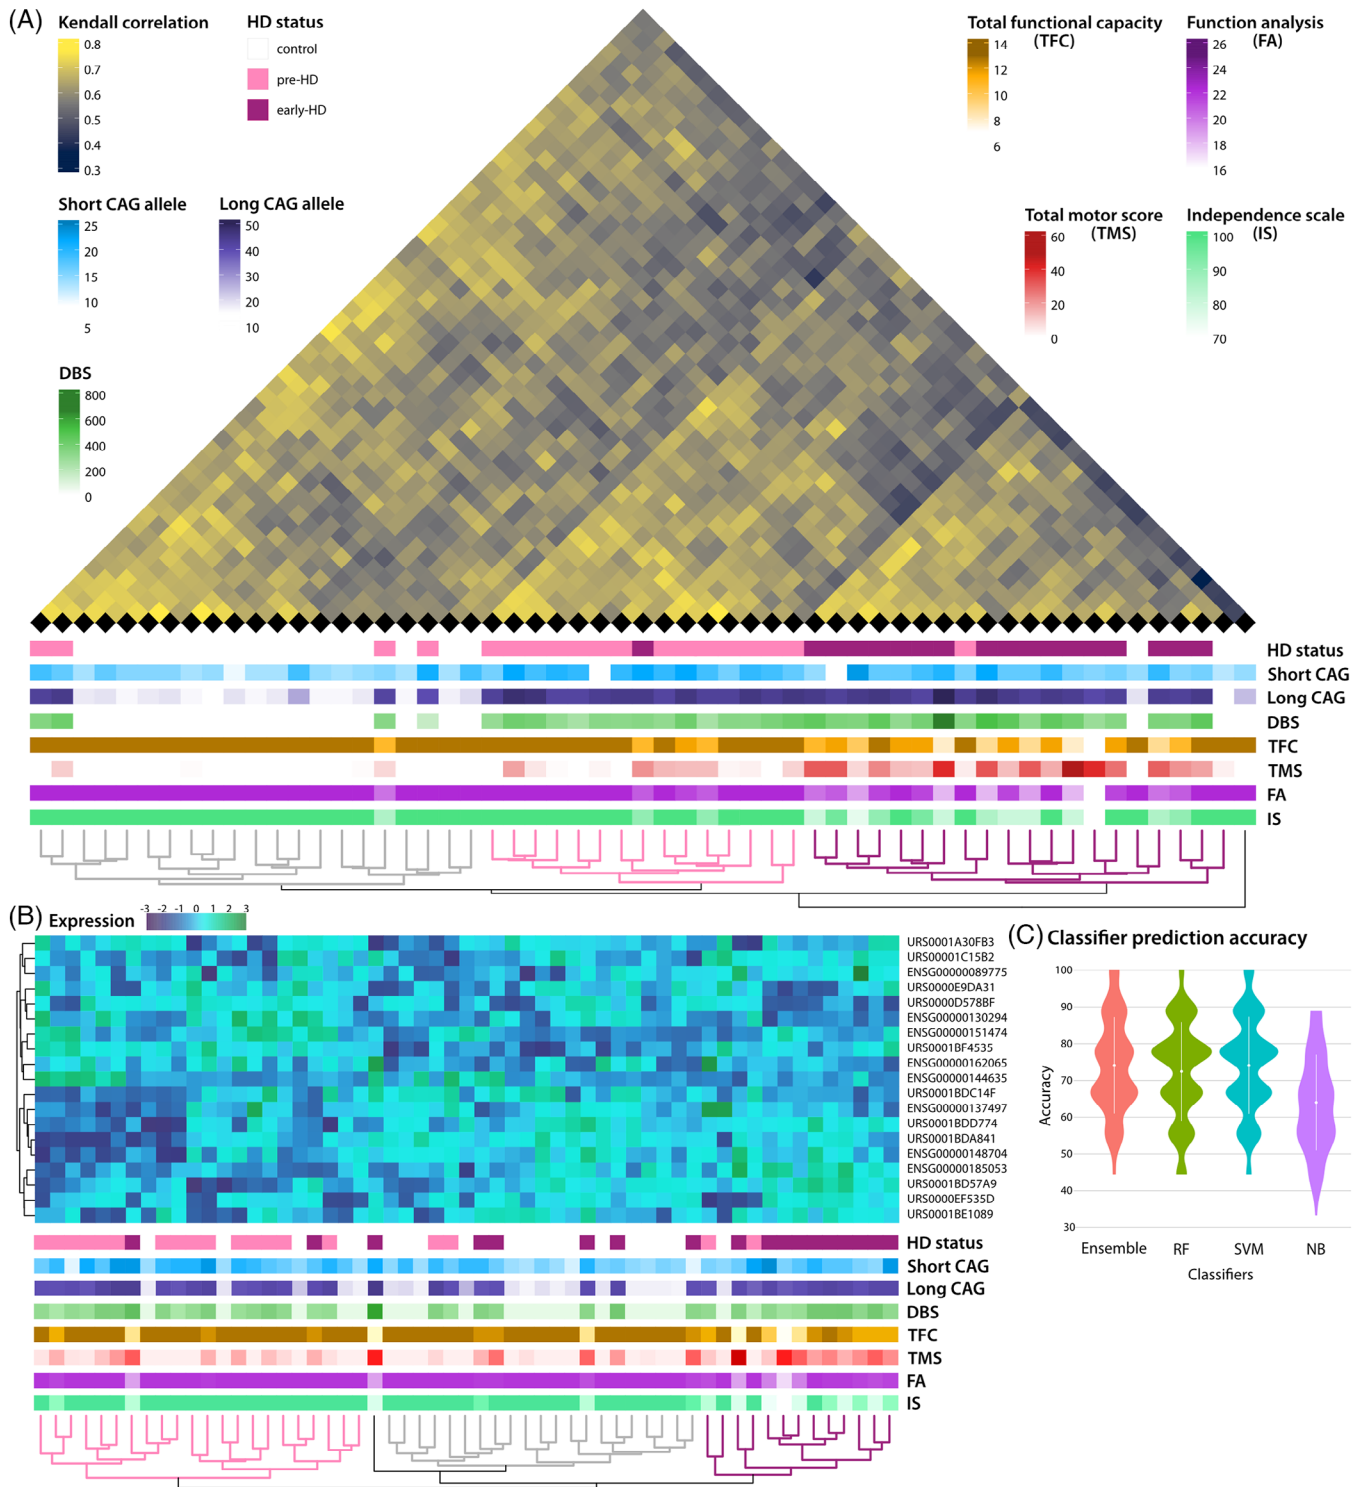 (A)
Kendall correlation
0.8
0.7
0.6
0.5
0.4
0.3
HD status
control
pre-HD
early-HD
Total functional capacity
(TFC)
14
12
10
8
6
Function analysis
(FA)
26
24
22
20
18
16
Short CAG allele
25
20
15
10
5
Long CAG allele
50
40
30
20
10
Total motor score
(TMS)
60
40
20
0
Independence scale
(IS)
100
90
80
70
DBS
800
600
400
200
0
HD status
Short CAG
Long CAG
DBS
TFC
TMS
FA
IS
(B) Expression
-3 -2 -1 0 1 2 3
URS0001A30FB3
URS00001C15B2
ENSG00000089775
URS0000E9DA31
URS0000D578BF
ENSG00000130294
ENSG00000151474
URS0001BF4535
ENSG00000162065
ENSG00000144635
URS0001BDC14F
ENSG00000137497
URS0001BDD774
URS0001BDA841
ENSG00000148704
ENSG00000185053
URS0001BD57A9
URS0000EF535D
URS0001BE1089
HD status
Short CAG
Long CAG
DBS
TFC
TMS
FA
IS
(C) Classifier prediction accuracy
100
90
80
70
60
50
40
30
Accuracy
Ensemble RF SVM NB
Classifiers